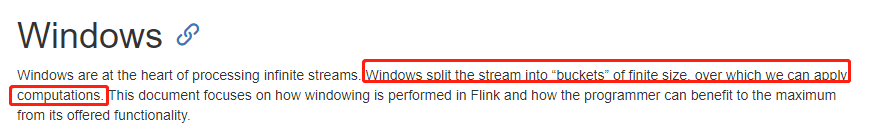 Windows
Windows are at the heart of processing infinite streams. Windows split the stream into “buckets” of finite size, over which we can apply
computations. This document focuses on how windowing is performed in Flink and how the programmer can benefit to the maximum
from its offered functionality.